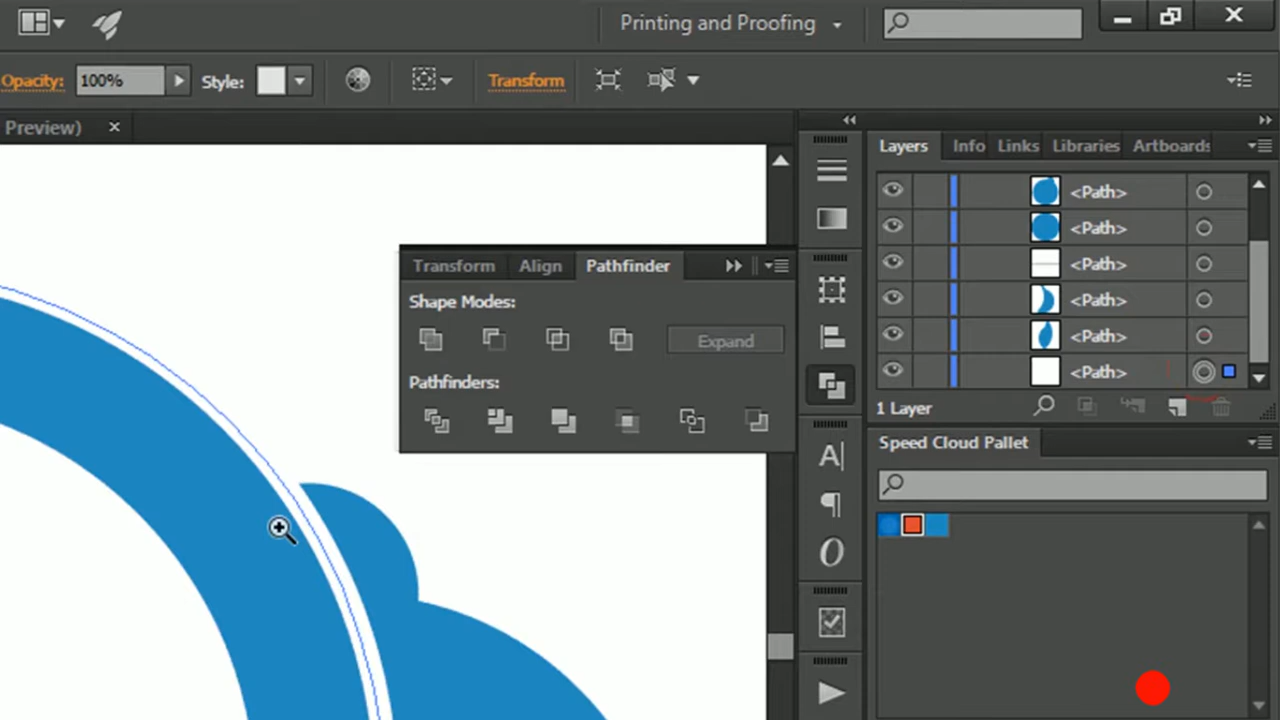 Printing and Proofing
Opacity: 100% Style: Transform
Preview)
Layers Info Links Libraries Artboards
<Path>
<Path>
<Path>
<Path>
<Path>
<Path>
1 Layer
Transform Align Pathfinder
Shape Modes:
Expand
Pathfinders:
Speed Cloud Pallet